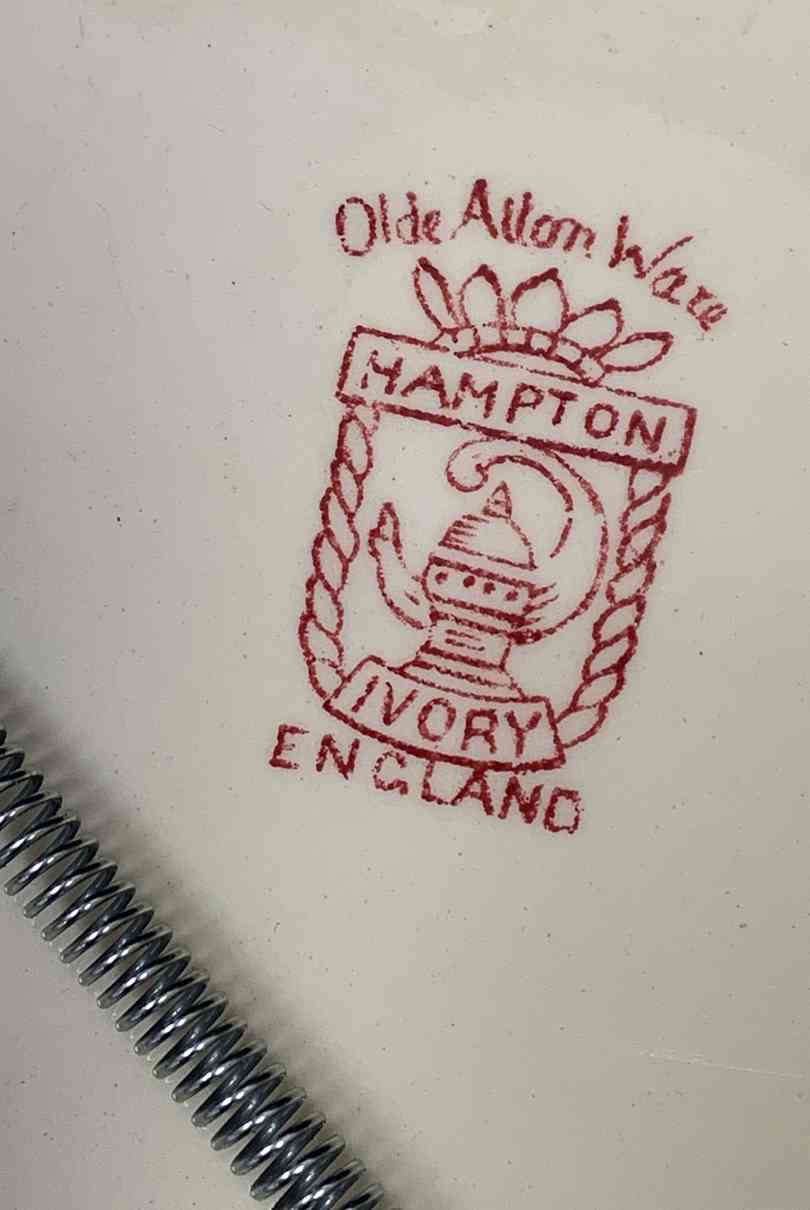 Olde Alton Ware
HAMPTON
IVORY
ENGLAND